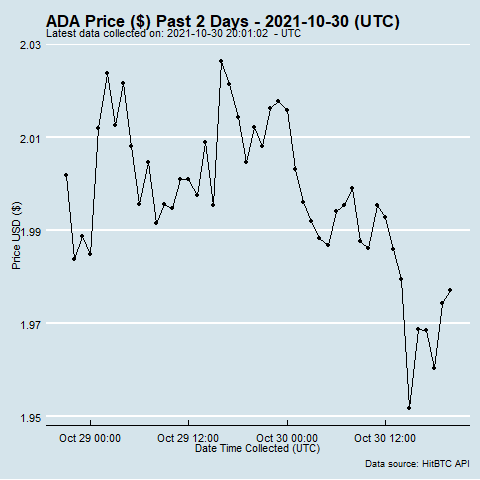 ADA Price ($) Past 2 Days - 2021-10-30 (UTC)
Latest data collected on: 2021-10-30 20:01:02 - UTC
2.03
2.01
1.99
1.97
1.95
Price USD ($)
Oct 29 00:00 Oct 29 12:00 Oct 30 00:00 Oct 30 12:00
Date Time Collected (UTC)
Data source: HitBTC API